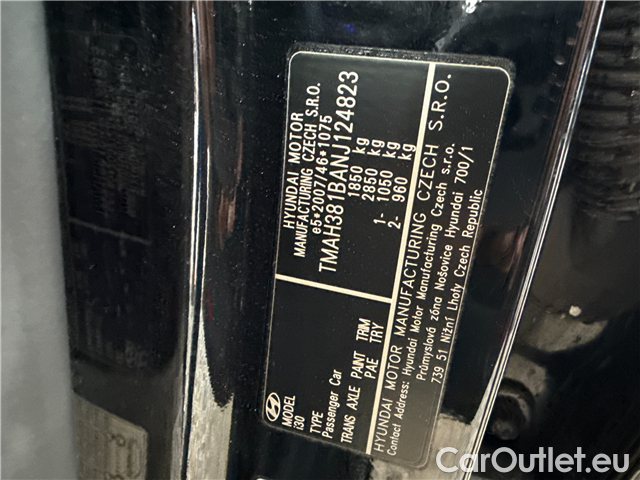 HYUNDAI MOTOR
MANUFACTURING CZECH S.R.O.
e5*2007/46*1075
TMAH381BANJ124823
1850 kg
2850 kg
1- 1050 kg
2- 960 kg
MODEL
i30
TYPE
Passenger Car
TRANS AXLE PAINT TRIM
PAE TRY
HYUNDAI MOTOR MANUFACTURING CZECH S.R.O.
Contact Address: Hyundai Motor Manufacturing Czech s.r.o.
Průmyslová zóna Nošovice Hyundai 700/1
739 51 Nižní Lhoty Czech Republic
CarOutlet.eu